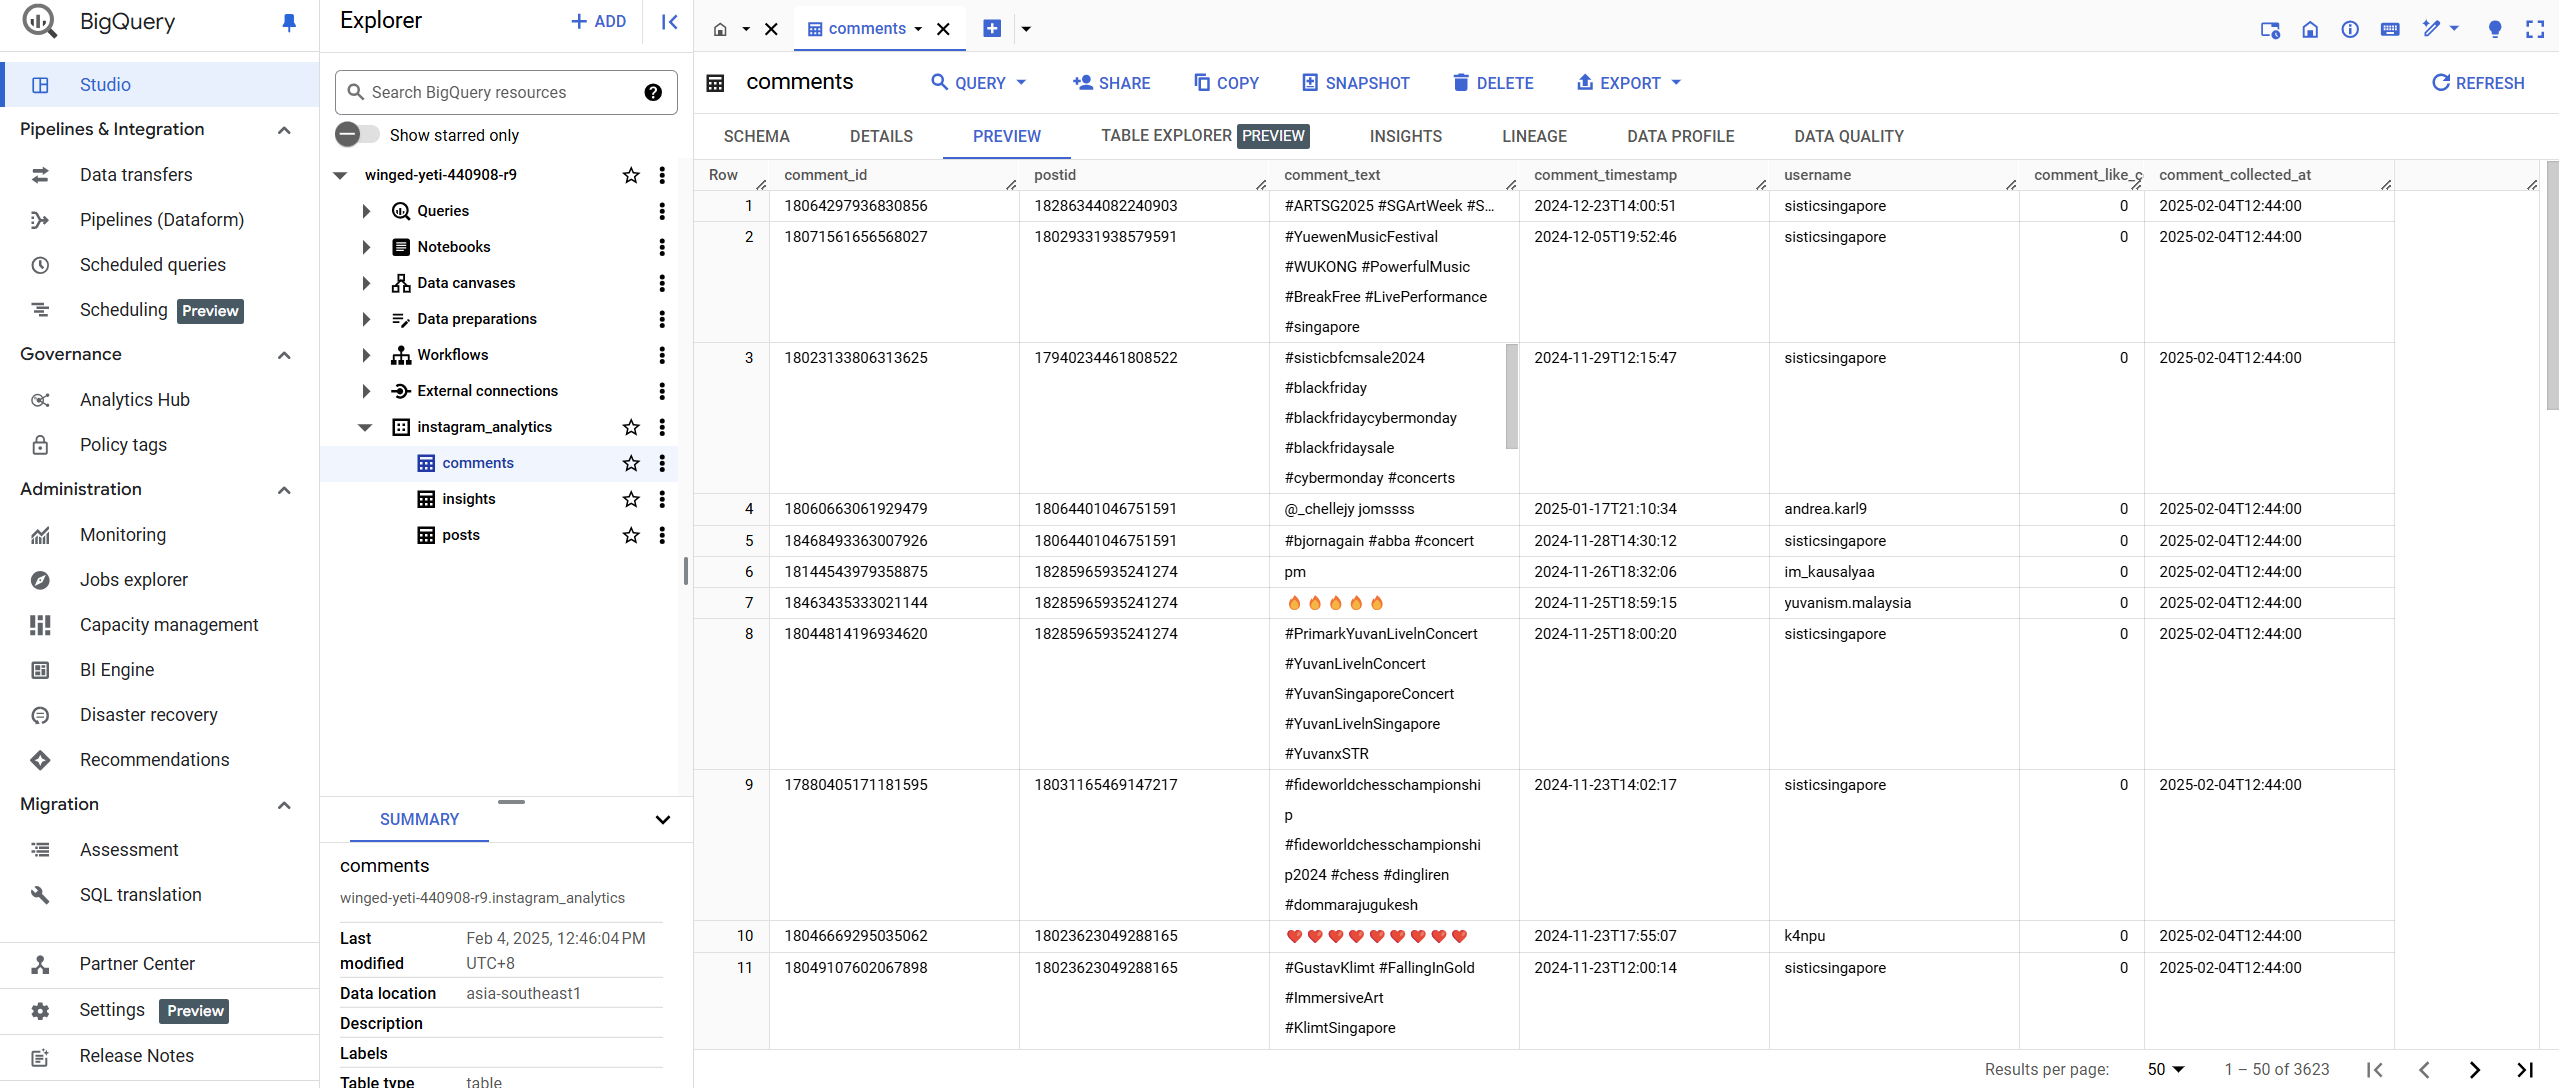 BigQuery
Studio
Pipelines & Integration
Data transfers
Pipelines (Dataform)
Scheduled queries
Scheduling Preview
Governance
Analytics Hub
Policy tags
Administration
Monitoring
Jobs explorer
Capacity management
BI Engine
Disaster recovery
Recommendations
Migration
Assessment
SQL translation
Partner Center
Settings Preview
Release Notes
Explorer
ADD
Search BigQuery resources
Show starred only
winged-yeti-440908-r9
Queries
Notebooks
Data canvases
Data preparations
Workflows
External connections
instagram_analytics
comments
insights
posts
SUMMARY
comments
winged-yeti-440908-r9.instagram_analytics
Last modified Feb 4, 2025, 12:46:04 PM UTC+8
Data location asia-southeast1
Description
Labels
Table type table
comments
comments QUERY SHARE COPY SNAPSHOT DELETE EXPORT REFRESH
SCHEMA DETAILS PREVIEW TABLE EXPLORER PREVIEW INSIGHTS LINEAGE DATA PROFILE DATA QUALITY
Row comment_id postid comment_text comment_timestamp username comment_like_c comment_collected_at
1 18064297936830856 18286344082240903 #ARTSG2025 #SGArtWeek #S... 2024-12-23T14:00:51 sisticsingapore 0 2025-02-04T12:44:00
2 18071561656568027 18029331938579591 #YuewenMusicFestival 2024-12-05T19:52:46 sisticsingapore 0 2025-02-04T12:44:00
#WUKONG #PowerfulMusic
#BreakFree #LivePerformance
#singapore
3 18023133806313625 17940234461808522 #sisticbfcmsale2024 2024-11-29T12:15:47 sisticsingapore 0 2025-02-04T12:44:00
#blackfriday
#blackfridaycybermonday
#blackfridaysale
#cybermonday #concerts
4 18060663061929479 18064401046751591 @_chellejy jomssss 2025-01-17T21:10:34 andrea.karl9 0 2025-02-04T12:44:00
5 18468493363007926 18064401046751591 #bjornagain #abba #concert 2024-11-28T14:30:12 sisticsingapore 0 2025-02-04T12:44:00
6 18144543979358875 18285965935241274 pm 2024-11-26T18:32:06 im_kausalyaa 0 2025-02-04T12:44:00
7 18463435333021144 18285965935241274 🔥🔥🔥🔥🔥 2024-11-25T18:59:15 yuvanism.malaysia 0 2025-02-04T12:44:00
8 18044814196934620 18285965935241274 #PrimarkYuvanLiveInConcert 2024-11-25T18:00:20 sisticsingapore 0 2025-02-04T12:44:00
#YuvanLiveInConcert
#YuvanSingaporeConcert
#YuvanLiveInSingapore
#YuvanxSTR
9 17880405171181595 18031165469147217 #fideworldchesschampionshi 2024-11-23T14:02:17 sisticsingapore 0 2025-02-04T12:44:00
p
#fideworldchesschampionshi
p2024 #chess #dingliren
#dommarajugukesh
10 18046669295035062 18023623049288165 ❤️❤️❤️❤️❤️❤️❤️❤️❤️ 2024-11-23T17:55:07 k4npu 0 2025-02-04T12:44:00
11 18049107602067898 18023623049288165 #GustavKlimt #FallingInGold 2024-11-23T12:00:14 sisticsingapore 0 2025-02-04T12:44:00
#ImmersiveArt
#KlimtSingapore
Results per page: 50 1 – 50 of 3623